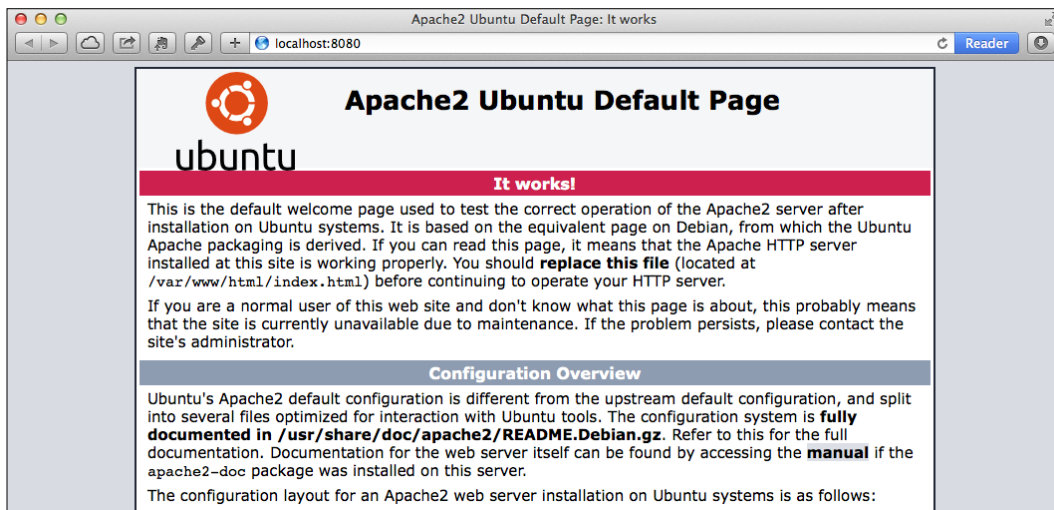 Apache2 Ubuntu Default Page: It works
localhost:8080
Reader
ubuntu
Apache2 Ubuntu Default Page
It works!
This is the default welcome page used to test the correct operation of the Apache2 server after
installation on Ubuntu systems. It is based on the equivalent page on Debian, from which the Ubuntu
Apache packaging is derived. If you can read this page, it means that the Apache HTTP server
installed at this site is working properly. You should replace this file (located at
/var/www/html/index.html) before continuing to operate your HTTP server.
If you are a normal user of this web site and don't know what this page is about, this probably means
that the site is currently unavailable due to maintenance. If the problem persists, please contact the
site's administrator.
Configuration Overview
Ubuntu's Apache2 default configuration is different from the upstream default configuration, and split
into several files optimized for interaction with Ubuntu tools. The configuration system is fully
documented in /usr/share/doc/apache2/README.Debian.gz. Refer to this for the full
documentation. Documentation for the web server itself can be found by accessing the manual if the
apache2-doc package was installed on this server.
The configuration layout for an Apache2 web server installation on Ubuntu systems is as follows: